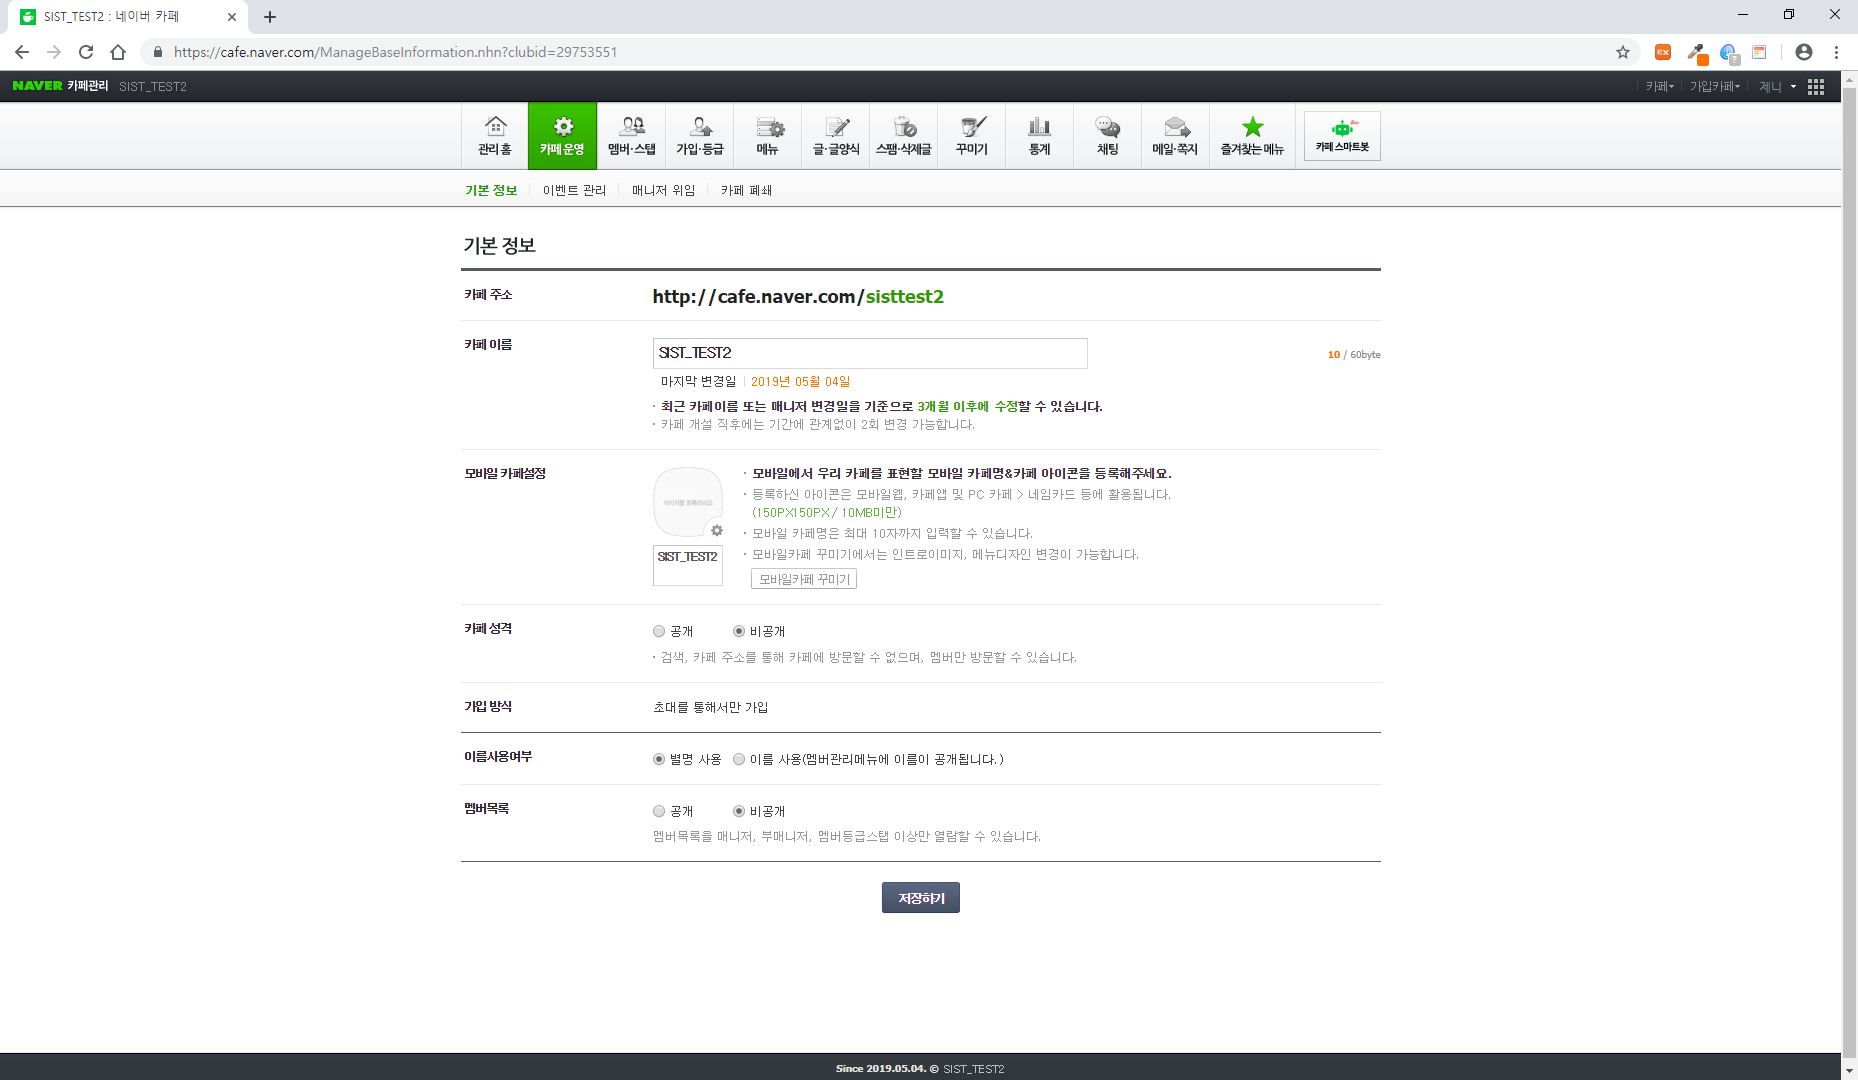 SIST_TEST2 : 네이버 카페
https://cafe.naver.com/ManageBaseInformation.nhn?clubid=29753551
NAVER 카페관리 SIST_TEST2 카페 가입카페 제니
관리 홈 카페 운영 멤버·스탭 가입·등급 메뉴 글·글양식 스팸·삭제글 꾸미기 통계 채팅 메일·쪽지 즐겨찾는 메뉴 카페 스마트봇
기본 정보 이벤트 관리 매니저 위임 카페 폐쇄
기본 정보
카페 주소 http://cafe.naver.com/sisttest2
카페 이름 SIST_TEST2 10 / 60byte
마지막 변경일 2019년 05월 04일
· 최근 카페이름 또는 매니저 변경일을 기준으로 3개월 이후에 수정할 수 있습니다.
· 카페 개설 직후에는 기간에 관계없이 2회 변경 가능합니다.
모바일 카페설정
SIST_TEST2
· 모바일에서 우리 카페를 표현할 모바일 카페명&카페 아이콘을 등록해주세요.
· 등록하신 아이콘은 모바일웹, 카페앱 및 PC 카페 > 네임카드 등에 활용됩니다.
(150PX150PX / 10MB미만)
· 모바일 카페명은 최대 10자까지 입력할 수 있습니다.
· 모바일카페 꾸미기에서는 인트로이미지, 메뉴디자인 변경이 가능합니다.
모바일카페 꾸미기
카페 성격 공개 비공개
· 검색, 카페 주소를 통해 카페에 방문할 수 없으며, 멤버만 방문할 수 있습니다.
가입 방식 초대를 통해서만 가입
이름사용여부 별명 사용 이름 사용(멤버관리메뉴에 이름이 공개됩니다.)
멤버목록 공개 비공개
멤버목록을 매니저, 부매니저, 멤버등급스탭 이상만 열람할 수 있습니다.
저장하기
Since 2019.05.04. © SIST_TEST2